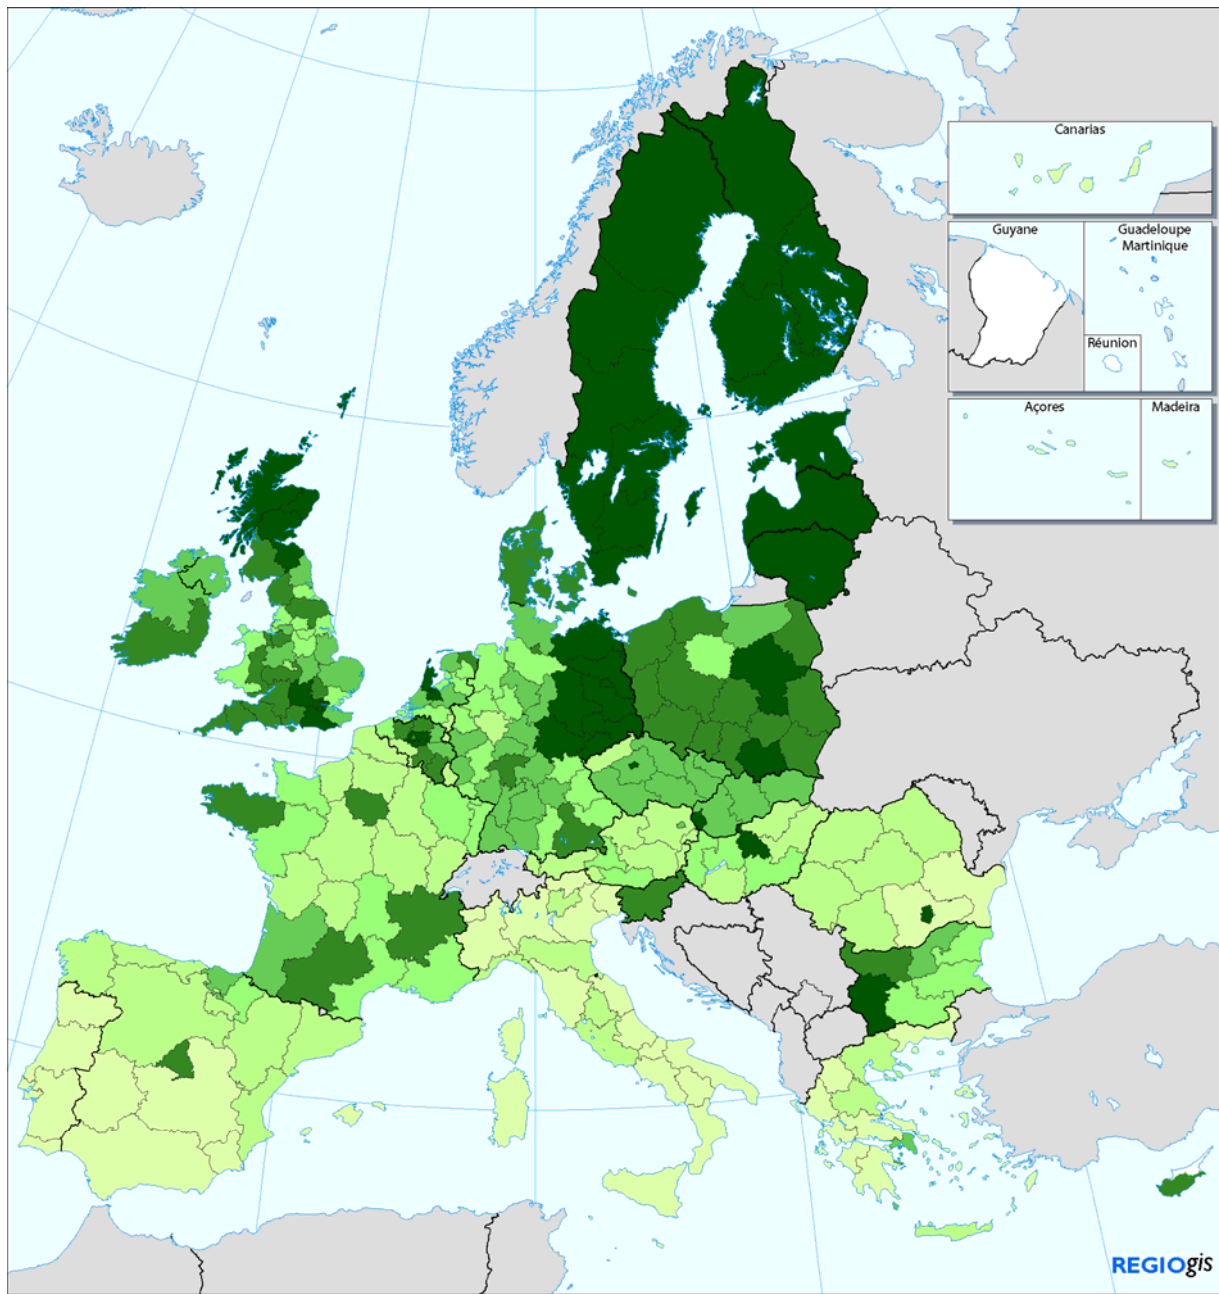 Canarias
Guyane
Guadeloupe
Martinique
Réunion
Açores
Madeira
REGIOgis